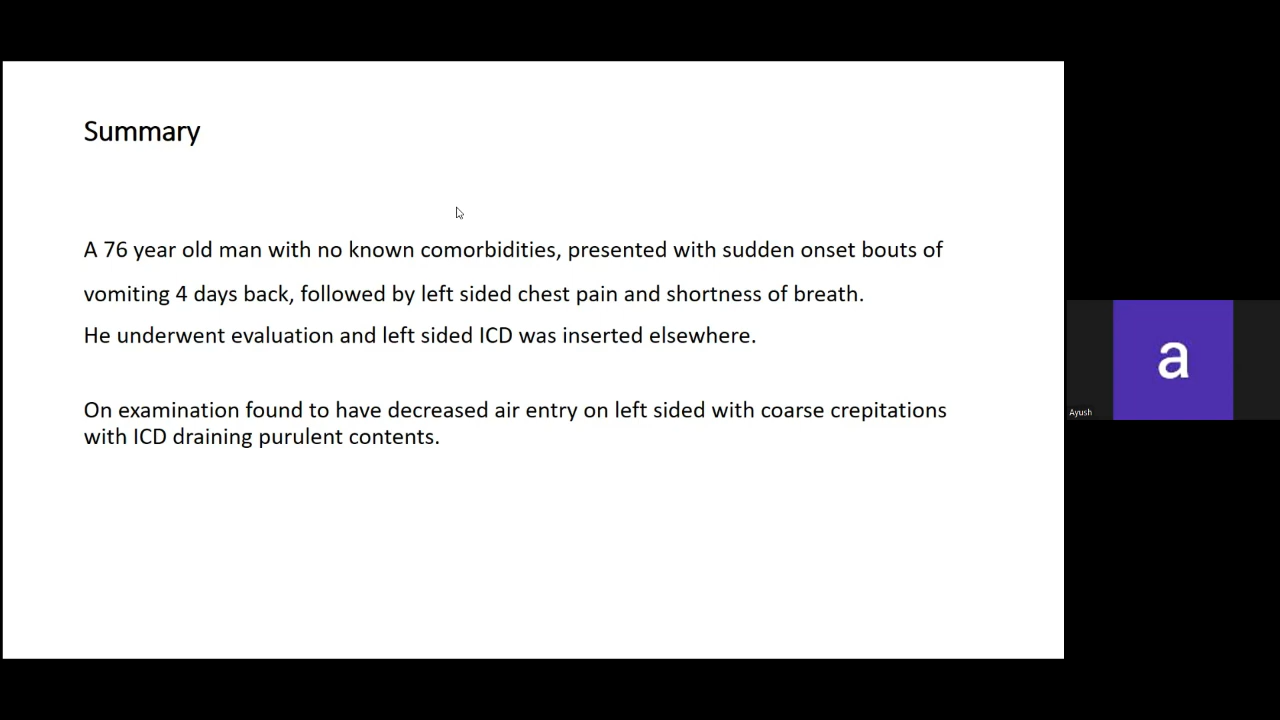 Summary
A 76 year old man with no known comorbidities, presented with sudden onset bouts of
vomiting 4 days back, followed by left sided chest pain and shortness of breath.
He underwent evaluation and left sided ICD was inserted elsewhere.
On examination found to have decreased air entry on left sided with coarse crepitations
with ICD draining purulent contents.
a
Ayush